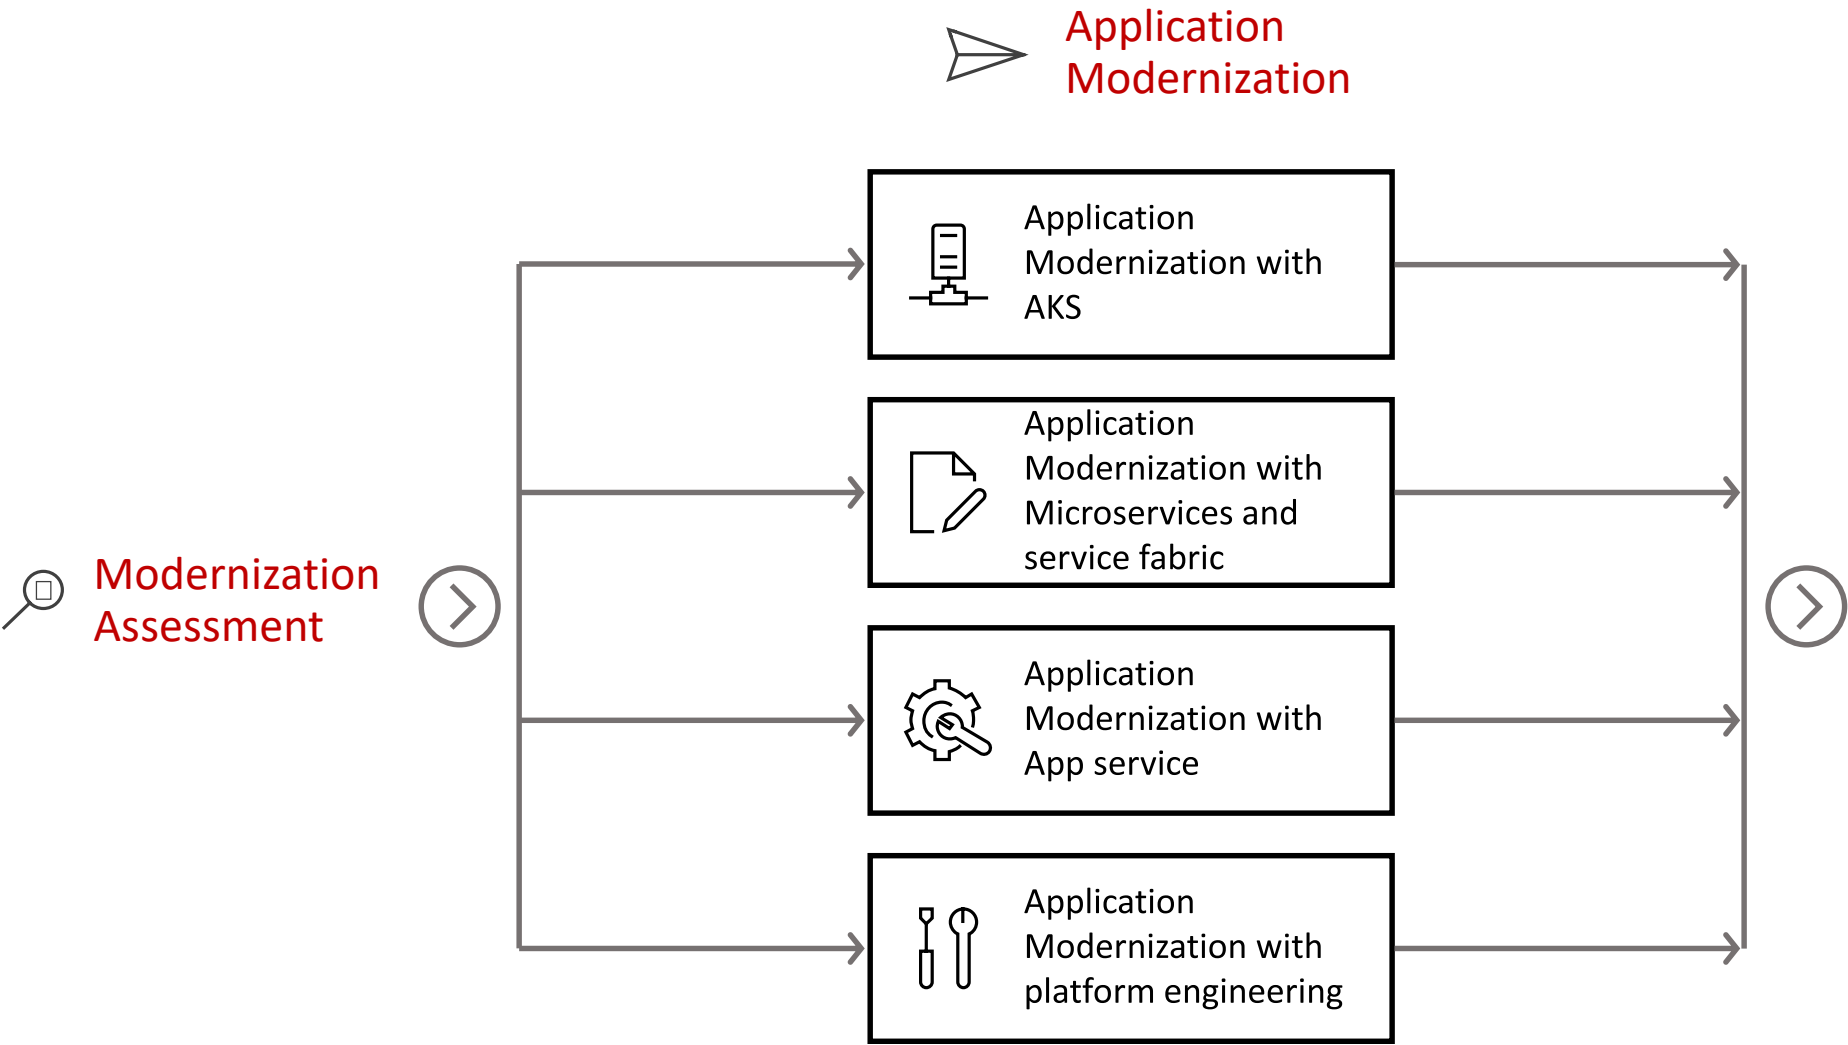 Application
Modernization
Application
Modernization with
AKS
Application
Modernization with
Microservices and
service fabric
Modernization
Assessment
Application
Modernization with
App service
Application
Modernization with
platform engineering